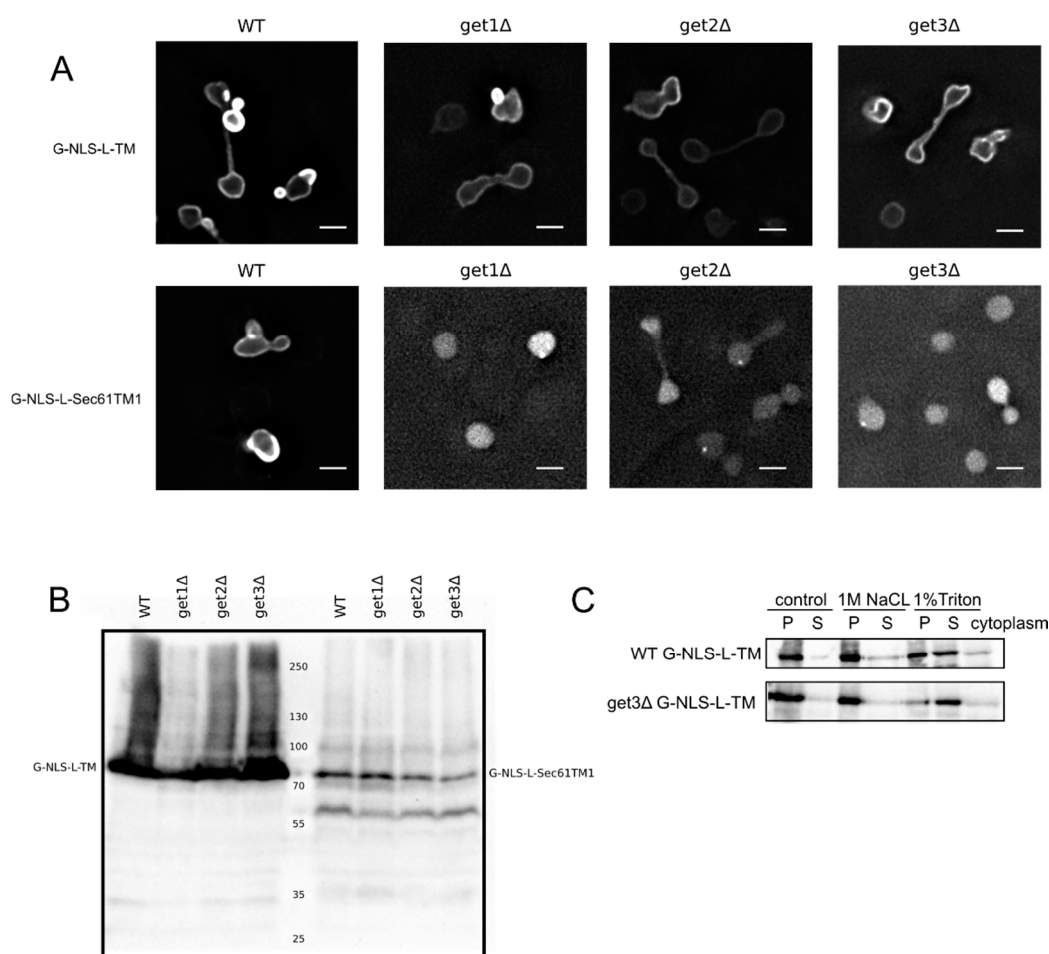 A
WT get1Δ get2Δ get3Δ
G-NLS-L-TM
WT get1Δ get2Δ get3Δ
G-NLS-L-Sec61TM1
B
WT get1Δ get2Δ get3Δ WT get1Δ get2Δ get3Δ
250
130
100
G-NLS-L-TM
G-NLS-L-Sec61TM1
70
55
35
25
C
control 1M NaCL 1%Triton
P S P S P S cytoplasm
WT G-NLS-L-TM
get3Δ G-NLS-L-TM